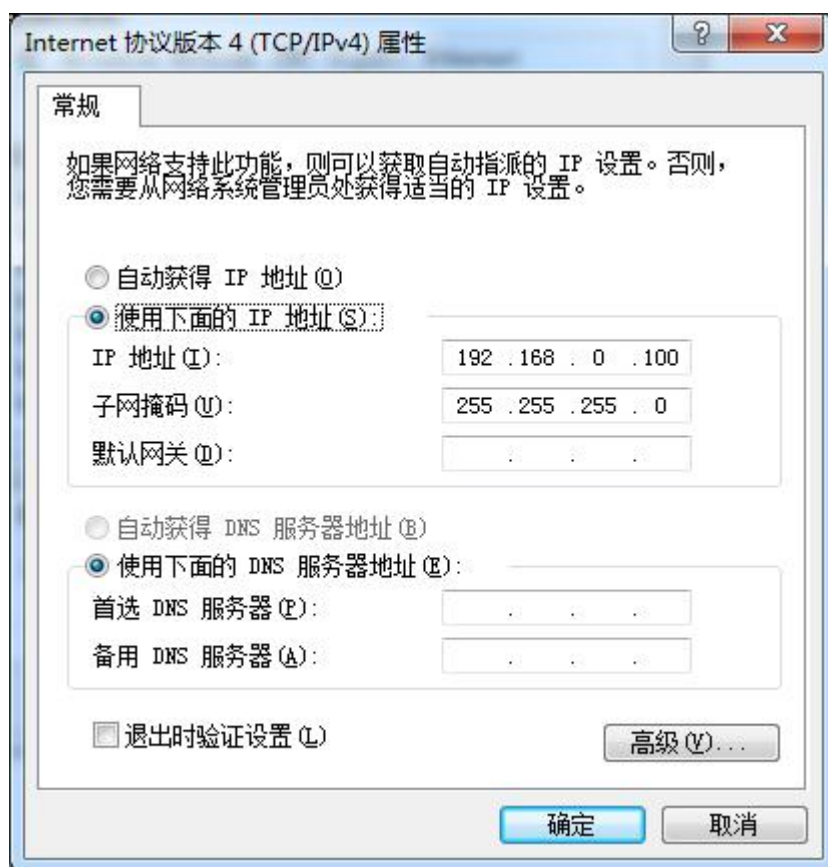 Internet 协议版本 4 (TCP/IPv4) 属性
常规
如果网络支持此功能，则可以获取自动指派的 IP 设置。否则，
您需要从网络系统管理员处获得适当的 IP 设置。
自动获得 IP 地址(O)
使用下面的 IP 地址(S):
IP 地址(I): 192 .168 . 0 .100
子网掩码(U): 255 .255 .255 . 0
默认网关(D): . . .
自动获得 DNS 服务器地址(B)
使用下面的 DNS 服务器地址(E):
首选 DNS 服务器(P): . . .
备用 DNS 服务器(A): . . .
退出时验证设置(L)
高级(V)...
确定 取消